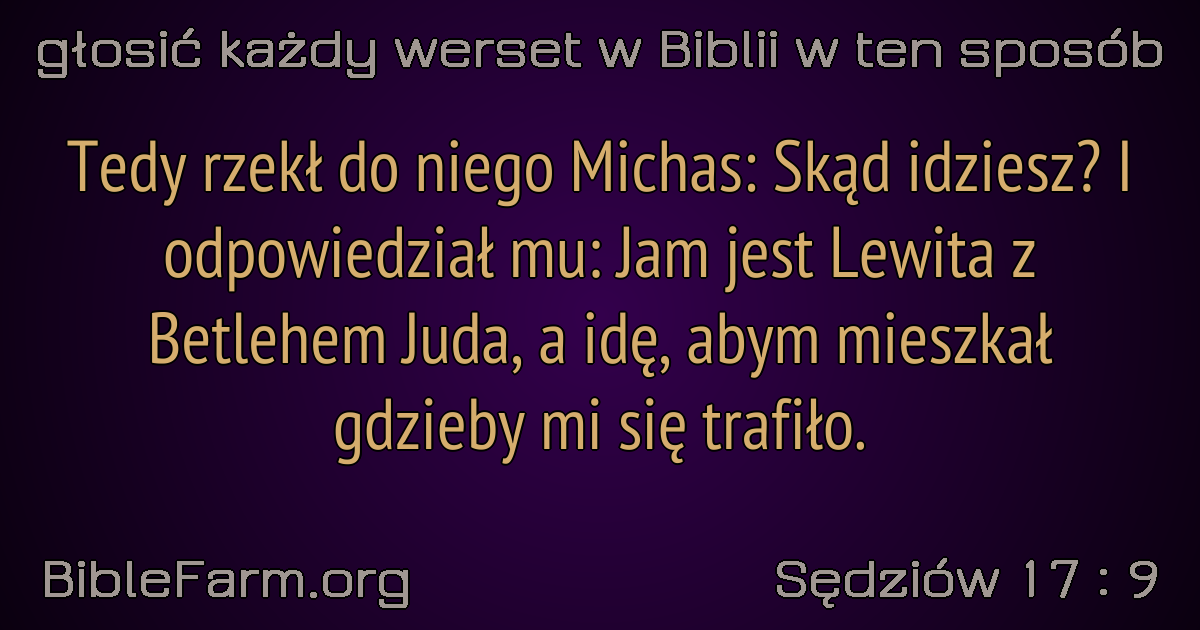 głosić każdy werset w Biblii w ten sposób
Tedy rzekł do niego Michas: Skąd idziesz? I
odpowiedział mu: Jam jest Lewita z
Betlehem Juda, a idę, abym mieszkał
gdzieby mi się trafiło.
BibleFarm.org
Sędziów 17 : 9